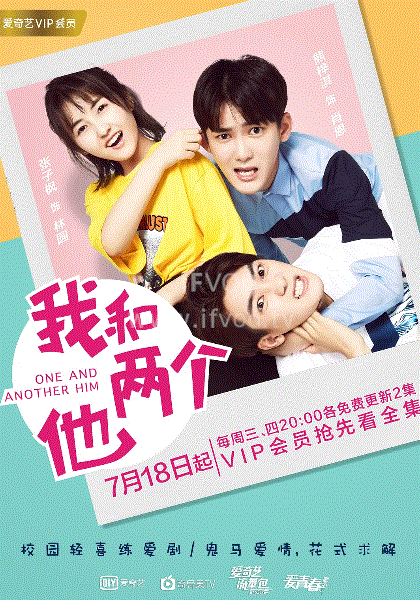 爱奇艺VIP会员
张子枫 饰 林渊
熊梓淇 饰 肖恩
我和
两个
他
ONE AND
ANOTHER HIM
7月18日起
每周三、四20:00各免费更新2集
VIP会员抢先看全集
校园轻喜练爱剧/鬼马爱情,花式求解
爱奇艺